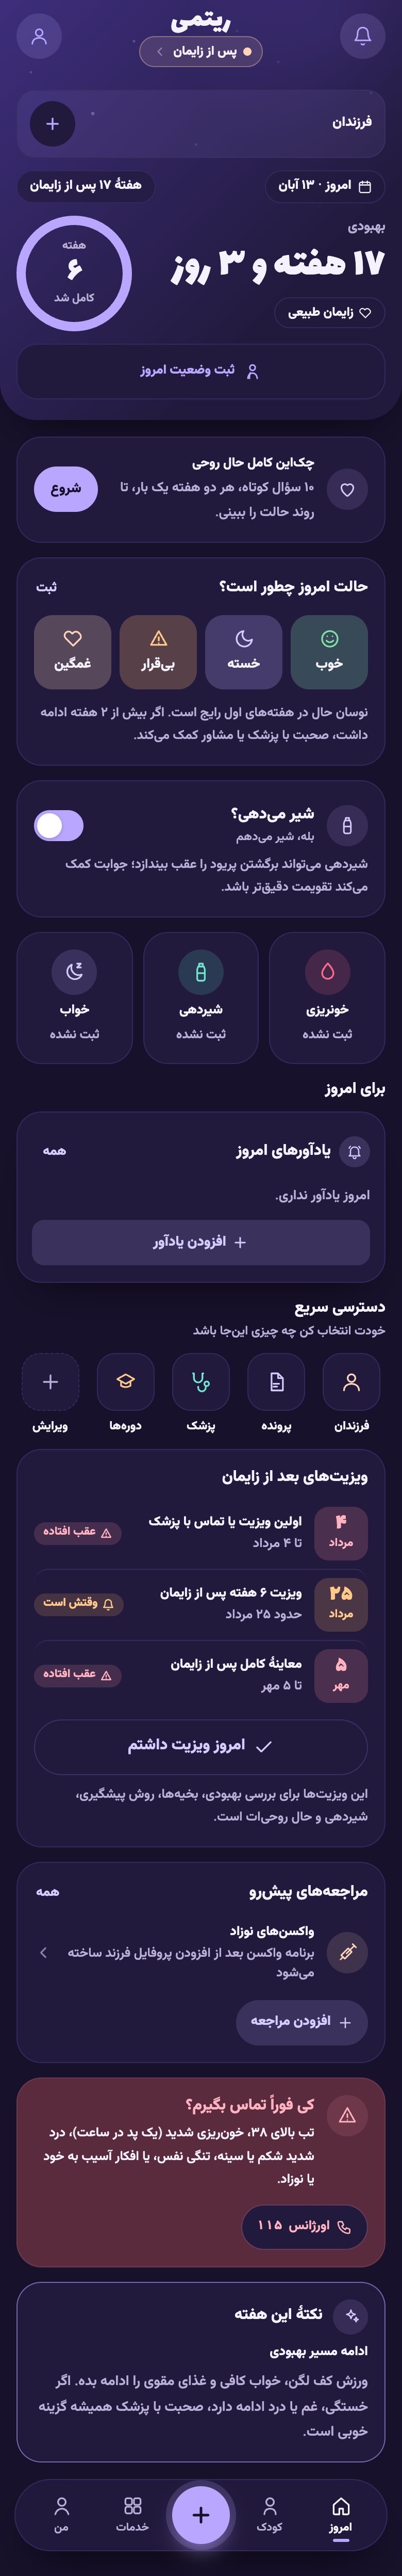 ریتمی
پس از زایمان
فرزندان
امروز · ۱۳ آبان
هفتهٔ ۱۷ پس از زایمان
بهبودی
۱۷ هفته و ۳ روز
زایمان طبیعی
هفته
۶
کامل شد
ثبت وضعیت امروز
چک‌این کامل حال روحی
۱۰ سؤال کوتاه، هر دو هفته یک بار، تا
روند حالت را ببینی.
شروع
حالت امروز چطور است؟
ثبت
خوب
خسته
بی‌قرار
غمگین
نوسان حال در هفته‌های اول رایج است. اگر بیش از ۲ هفته ادامه
داشت، صحبت با پزشک یا مشاور کمک می‌کند.
شیر می‌دهی؟
بله، شیر می‌دهم
شیردهی می‌تواند برگشتن پریود را عقب بیندازد؛ جوابت کمک
می‌کند تقویمت دقیق‌تر باشد.
خونریزی
ثبت نشده
شیردهی
ثبت نشده
خواب
ثبت نشده
برای امروز
یادآورهای امروز
همه
امروز یادآور نداری.
افزودن یادآور
دسترسی سریع
خودت انتخاب کن چه چیزی این‌جا باشد
فرزندان
پرونده
پزشک
دوره‌ها
ویرایش
ویزیت‌های بعد از زایمان
۴
مرداد
اولین ویزیت یا تماس با پزشک
تا ۴ مرداد
عقب افتاده
۲۵
مرداد
ویزیت ۶ هفته پس از زایمان
حدود ۲۵ مرداد
وقتش است
۵
مهر
معاینهٔ کامل پس از زایمان
تا ۵ مهر
عقب افتاده
امروز ویزیت داشتم
این ویزیت‌ها برای بررسی بهبودی، بخیه‌ها، روش پیشگیری،
شیردهی و حال روحی‌ات است.
مراجعه‌های پیش‌رو
همه
واکسن‌های نوزاد
برنامه واکسن بعد از افزودن پروفایل فرزند ساخته
می‌شود
افزودن مراجعه
کی فوراً تماس بگیرم؟
تب بالای ۳۸، خون‌ریزی شدید (یک پد در ساعت)، درد
شدید شکم یا سینه، تنگی نفس، یا افکار آسیب به خود
یا نوزاد.
اورژانس ۱۱۵
نکتهٔ این هفته
ادامه مسیر بهبودی
ورزش کف لگن، خواب کافی و غذای مقوی را ادامه بده. اگر
خستگی، غم یا درد ادامه دارد، صحبت با پزشک همیشه گزینه
خوبی است.
امروز
کودک
خدمات
من